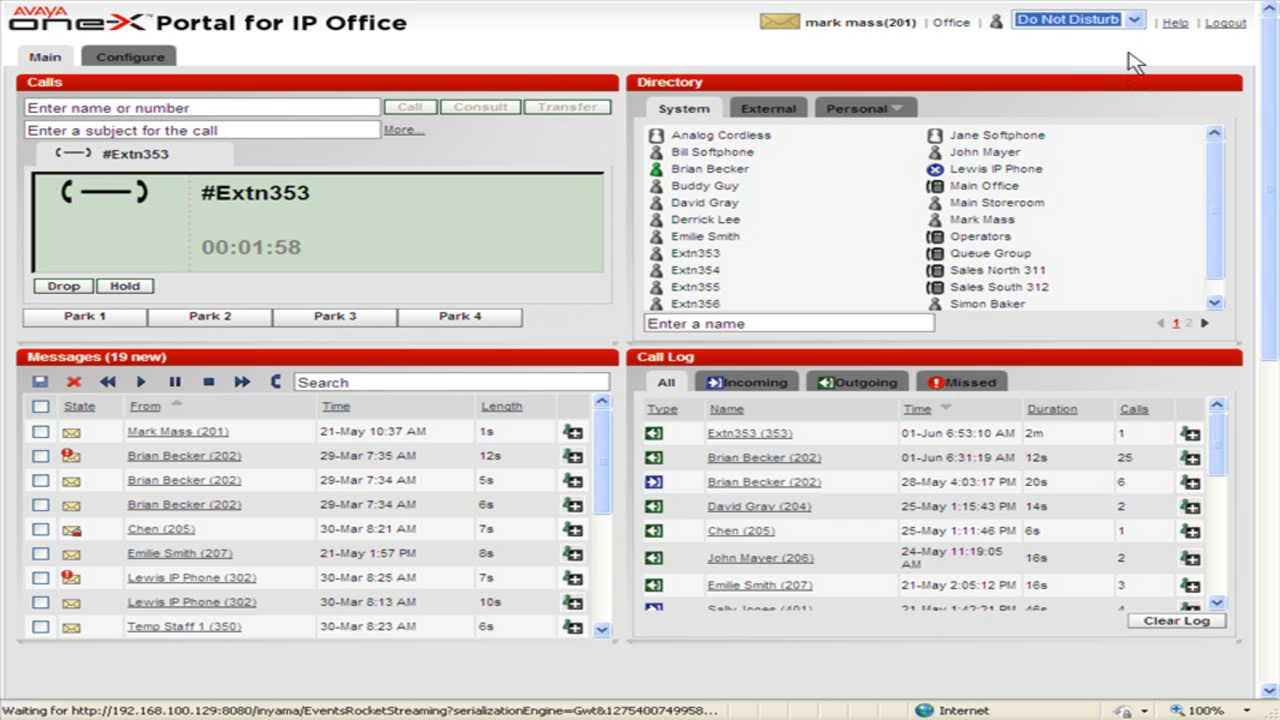 AVAYA
one-X™ Portal for IP Office
mark mass(201) | Office | Do Not Disturb | Help | Logout
Main Configure
Calls
Enter name or number Call Consult Transfer
Enter a subject for the call More...
#Extn353
#Extn353
00:01:58
Drop Hold
Park 1 Park 2 Park 3 Park 4
Directory
System External Personal
Analog Cordless Jane Softphone
Bill Softphone John Mayer
Brian Becker Lewis IP Phone
Buddy Guy Main Office
David Gray Main Storeroom
Derrick Lee Mark Mass
Emilie Smith Operators
Extn353 Queue Group
Extn354 Sales North 311
Extn355 Sales South 312
Extn356 Simon Baker
Enter a name 1 2
Messages (19 new)
Search
State From Time Length
Mark Mass (201) 21-May 10:37 AM 1s
Brian Becker (202) 29-Mar 7:35 AM 12s
Brian Becker (202) 29-Mar 7:34 AM 5s
Brian Becker (202) 29-Mar 7:34 AM 6s
Chen (205) 30-Mar 8:21 AM 7s
Emilie Smith (207) 21-May 1:57 PM 8s
Lewis IP Phone (302) 30-Mar 8:25 AM 7s
Lewis IP Phone (302) 30-Mar 8:13 AM 10s
Temp Staff 1 (350) 30-Mar 8:23 AM 6s
Call Log
All Incoming Outgoing Missed
Type Name Time Duration Calls
Extn353 (353) 01-Jun 6:53:10 AM 2m 1
Brian Becker (202) 01-Jun 6:31:19 AM 12s 25
Brian Becker (202) 28-May 4:03:17 PM 20s 6
David Gray (204) 25-May 1:15:43 PM 14s 2
Chen (205) 25-May 1:11:46 PM 6s 1
John Mayer (206) 24-May 11:19:05 AM 16s 2
Emilie Smith (207) 21-May 2:05:12 PM 16s 3
Sally Jones (401) 21-May 1:42:21 PM 46s 4
Clear Log
Waiting for http://192.168.100.129:8080/inyama/EventsRocketStreaming?serializationEngine=Gwt&1275400749958... Internet 100%